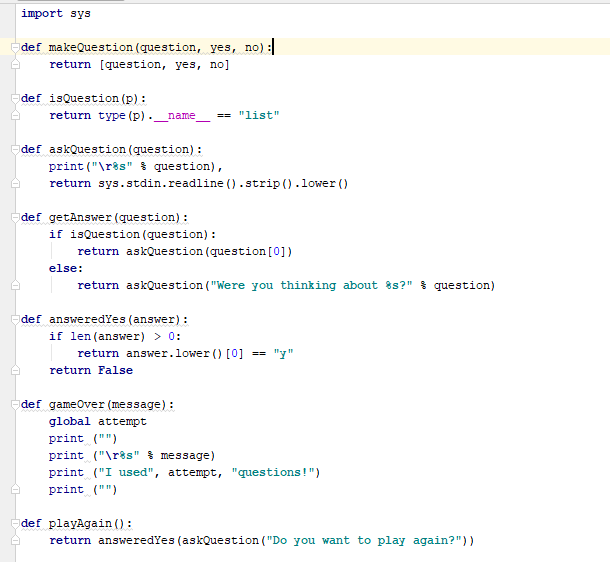 import sys
def makeQuestion(question, yes, no):
    return [question, yes, no]
def isQuestion(p):
    return type(p).__name__ == "list"
def askQuestion(question):
    print("\r%s" % question),
    return sys.stdin.readline().strip().lower()
def getAnswer(question):
    if isQuestion(question):
        return askQuestion(question[0])
    else:
        return askQuestion("Were you thinking about %s?" % question)
def answeredYes(answer):
    if len(answer) > 0:
        return answer.lower()[0] == "y"
    return False
def gameOver(message):
    global attempt
    print ("")
    print ("\r%s" % message)
    print ("I used", attempt, "questions!")
    print ("")
def playAgain():
    return answeredYes(askQuestion("Do you want to play again?"))